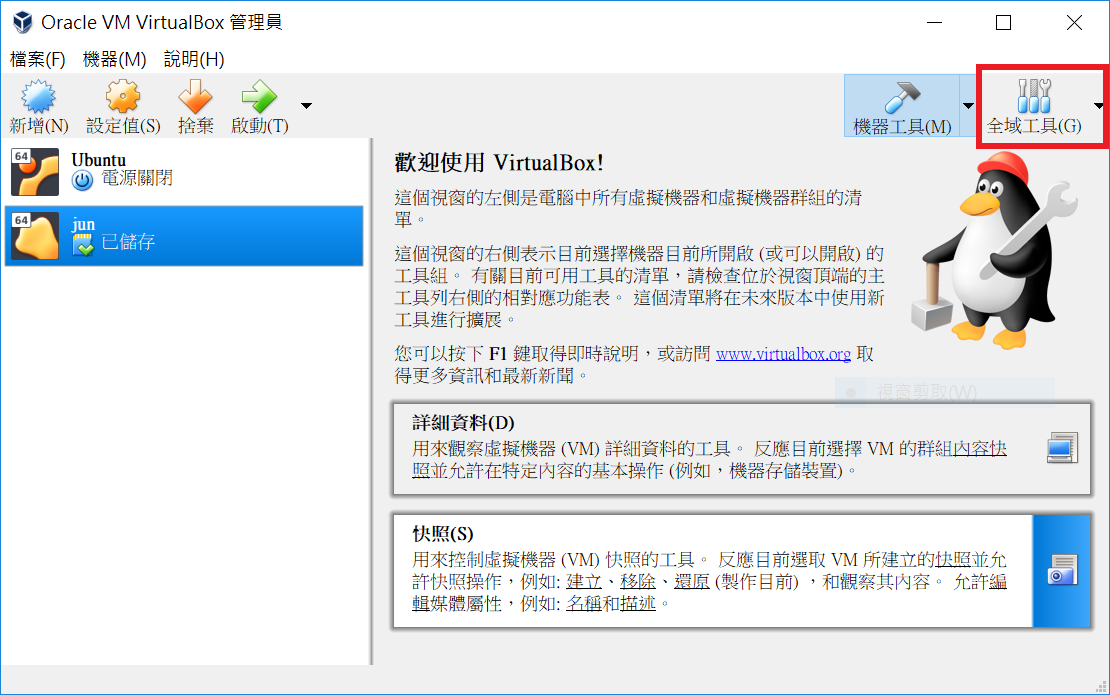 Oracle VM VirtualBox 管理員
檔案(F) 機器(M) 說明(H)
新增(N) 設定值(S) 捨棄 啟動(T) 機器工具(M) 全域工具(G)
64
Ubuntu
電源關閉
64
jun
已儲存
歡迎使用 VirtualBox!
這個視窗的左側是電腦中所有虛擬機器和虛擬機器群組的清
單。
這個視窗的右側表示目前選擇機器目前所開啟 (或可以開啟) 的
工具組。 有關目前可用工具的清單，請檢查位於視窗頂端的主
工具列右側的相對應功能表。 這個清單將在未來版本中使用新
工具進行擴展。
您可以按下 F1 鍵取得即時說明，或訪問 www.virtualbox.org 取
得更多資訊和最新新聞。
視窗剪取(W)
詳細資料(D)
用來觀察虛擬機器 (VM) 詳細資料的工具。 反應目前選擇 VM 的群組內容快
照並允許在特定內容的基本操作 (例如，機器存儲裝置)。
快照(S)
用來控制虛擬機器 (VM) 快照的工具。 反應目前選取 VM 所建立的快照並允
許快照操作，例如: 建立、移除、還原 (製作目前) ，和觀察其內容。 允許編
輯媒體屬性，例如: 名稱和描述。